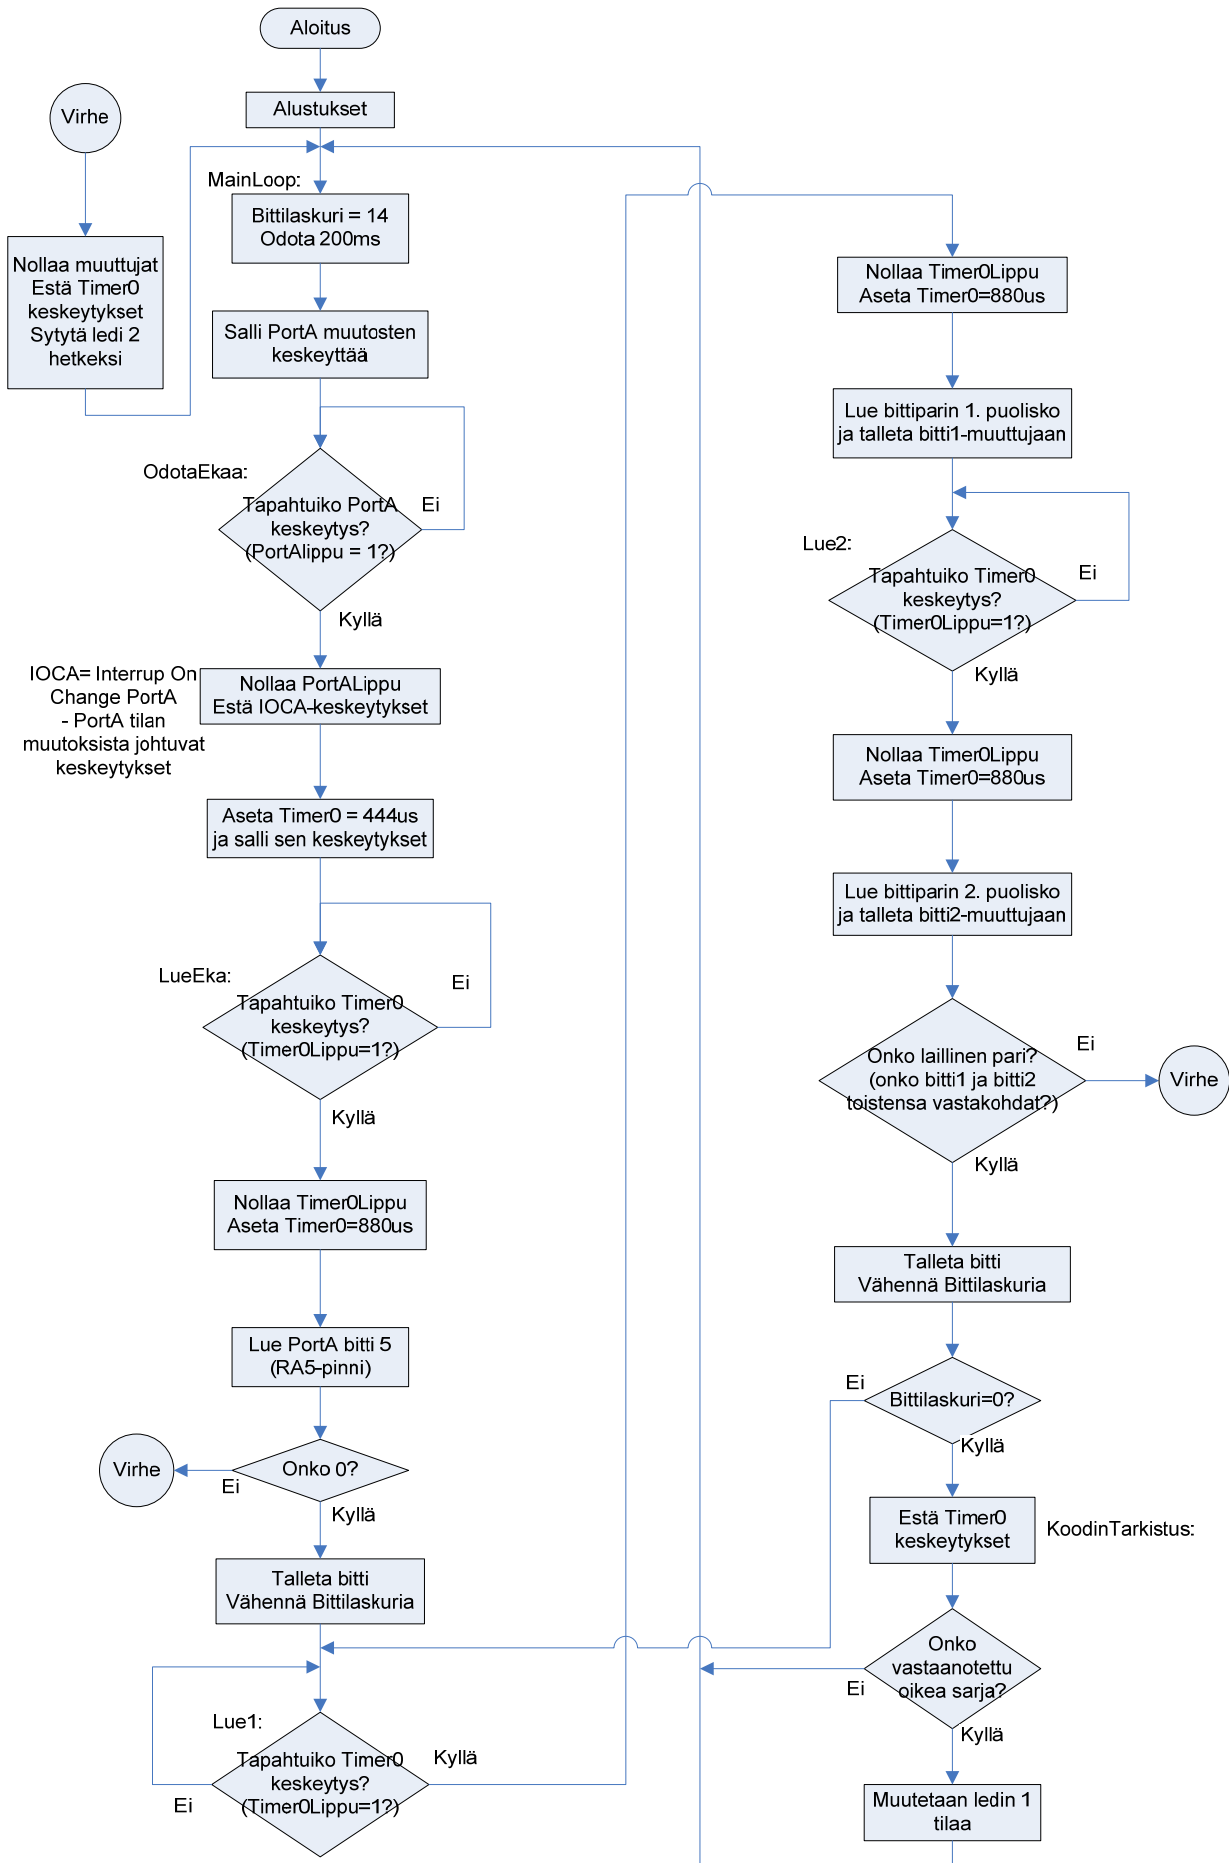 Aloitus
Alustukset
Virhe
Nollaa muuttujat
Estä Timer0
keskeytykset
Sytytä ledi 2
hetkeksi
MainLoop:
Bittilaskuri = 14
Odota 200ms
Salli PortA muutosten
keskeyttää
OdotaEkaa:
Tapahtuiko PortA
keskeytys?
(PortAlippu = 1?)
Ei
Kyllä
IOCA= Interrup On
Change PortA
- PortA tilan
muutoksista johtuvat
keskeytykset
Nollaa PortALippu
Estä IOCA-keskeytykset
Aseta Timer0 = 444us
ja salli sen keskeytykset
LueEka:
Tapahtuiko Timer0
keskeytys?
(Timer0Lippu=1?)
Ei
Kyllä
Nollaa Timer0Lippu
Aseta Timer0=880us
Lue PortA bitti 5
(RA5-pinni)
Onko 0?
Ei
Virhe
Kyllä
Talleta bitti
Vähennä Bittilaskuria
Lue1:
Tapahtuiko Timer0
keskeytys?
(Timer0Lippu=1?)
Ei
Kyllä
Nollaa Timer0Lippu
Aseta Timer0=880us
Lue bittiparin 1. puolisko
ja talleta bitti1-muuttujaan
Lue2:
Tapahtuiko Timer0
keskeytys?
(Timer0Lippu=1?)
Ei
Kyllä
Nollaa Timer0Lippu
Aseta Timer0=880us
Lue bittiparin 2. puolisko
ja talleta bitti2-muuttujaan
Onko laillinen pari?
(onko bitti1 ja bitti2
toistensa vastakohdat?)
Ei
Virhe
Kyllä
Talleta bitti
Vähennä Bittilaskuria
Bittilaskuri=0?
Ei
Kyllä
Estä Timer0
keskeytykset
KoodinTarkistus:
Onko
vastaanotettu
oikea sarja?
Ei
Kyllä
Muutetaan ledin 1
tilaa